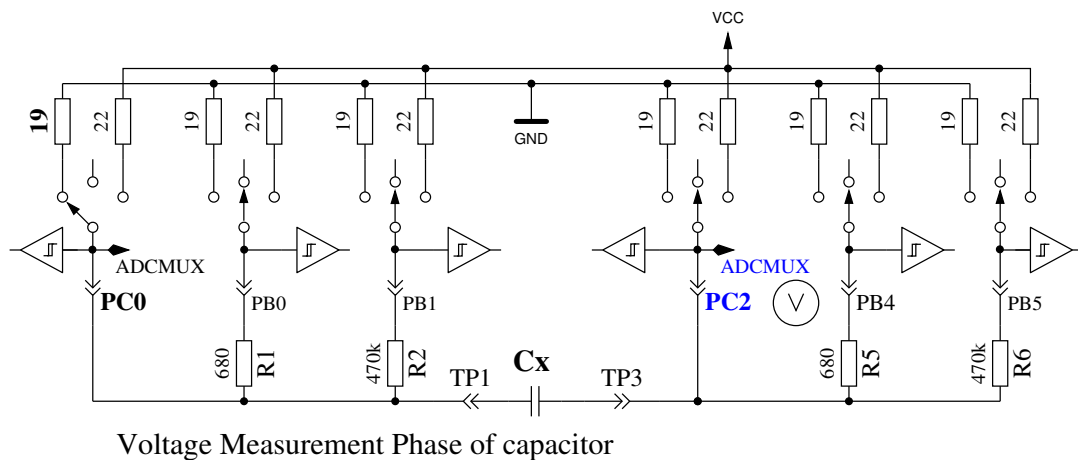 VCC
19
22
19
22
19
22
GND
19
22
19
22
19
22
ADCMUX
ADCMUX
PC0
PB0
PB1
PC2
V
PB4
PB5
680
R1
470k
R2
TP1
Cx
TP3
680
R5
470k
R6
Voltage Measurement Phase of capacitor